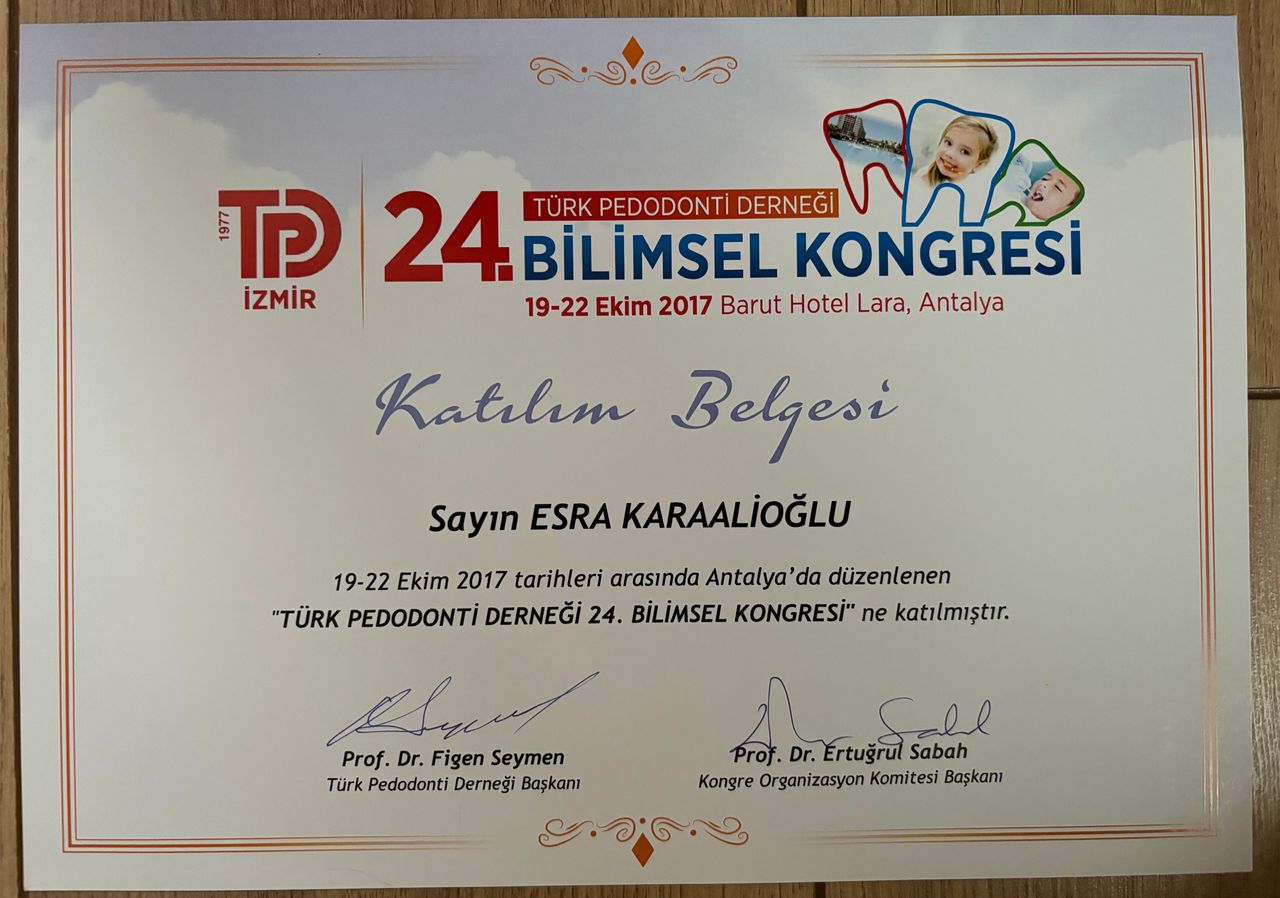 1977
TPD
İZMİR
24.
TÜRK PEDODONTİ DERNEĞİ
BİLİMSEL KONGRESİ
19-22 Ekim 2017 Barut Hotel Lara, Antalya
Katılım Belgesi
Sayın ESRA KARAALİOĞLU
19-22 Ekim 2017 tarihleri arasında Antalya'da düzenlenen
"TÜRK PEDODONTİ DERNEĞİ 24. BİLİMSEL KONGRESİ" ne katılmıştır.
Prof. Dr. Figen Seymen
Türk Pedodonti Derneği Başkanı
Prof. Dr. Ertuğrul Sabah
Kongre Organizasyon Komitesi Başkanı